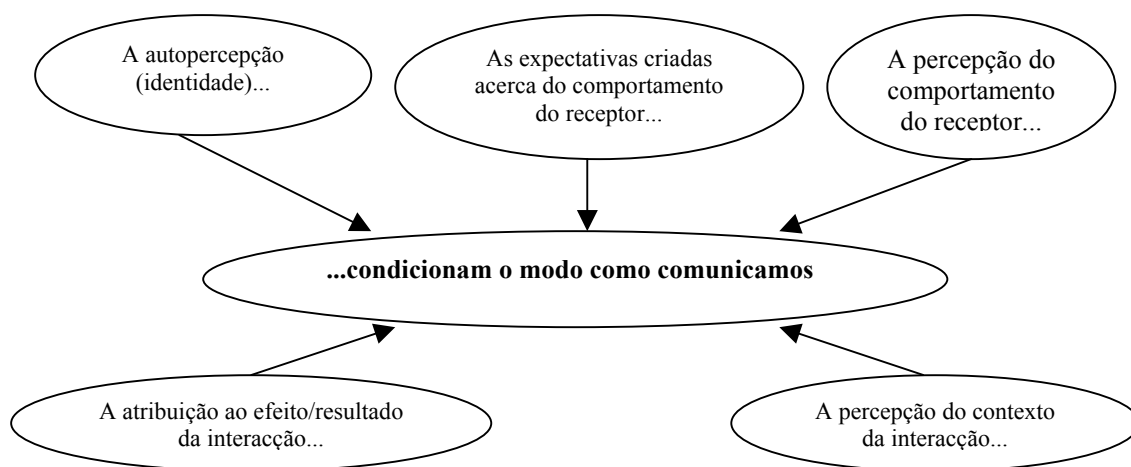 A autopercepção
(identidade)...
As expectativas criadas
acerca do comportamento
do receptor...
A percepção do
comportamento
do receptor...
...condicionam o modo como comunicamos
A atribuição ao efeito/resultado
da interacção...
A percepção do contexto
da interacção...